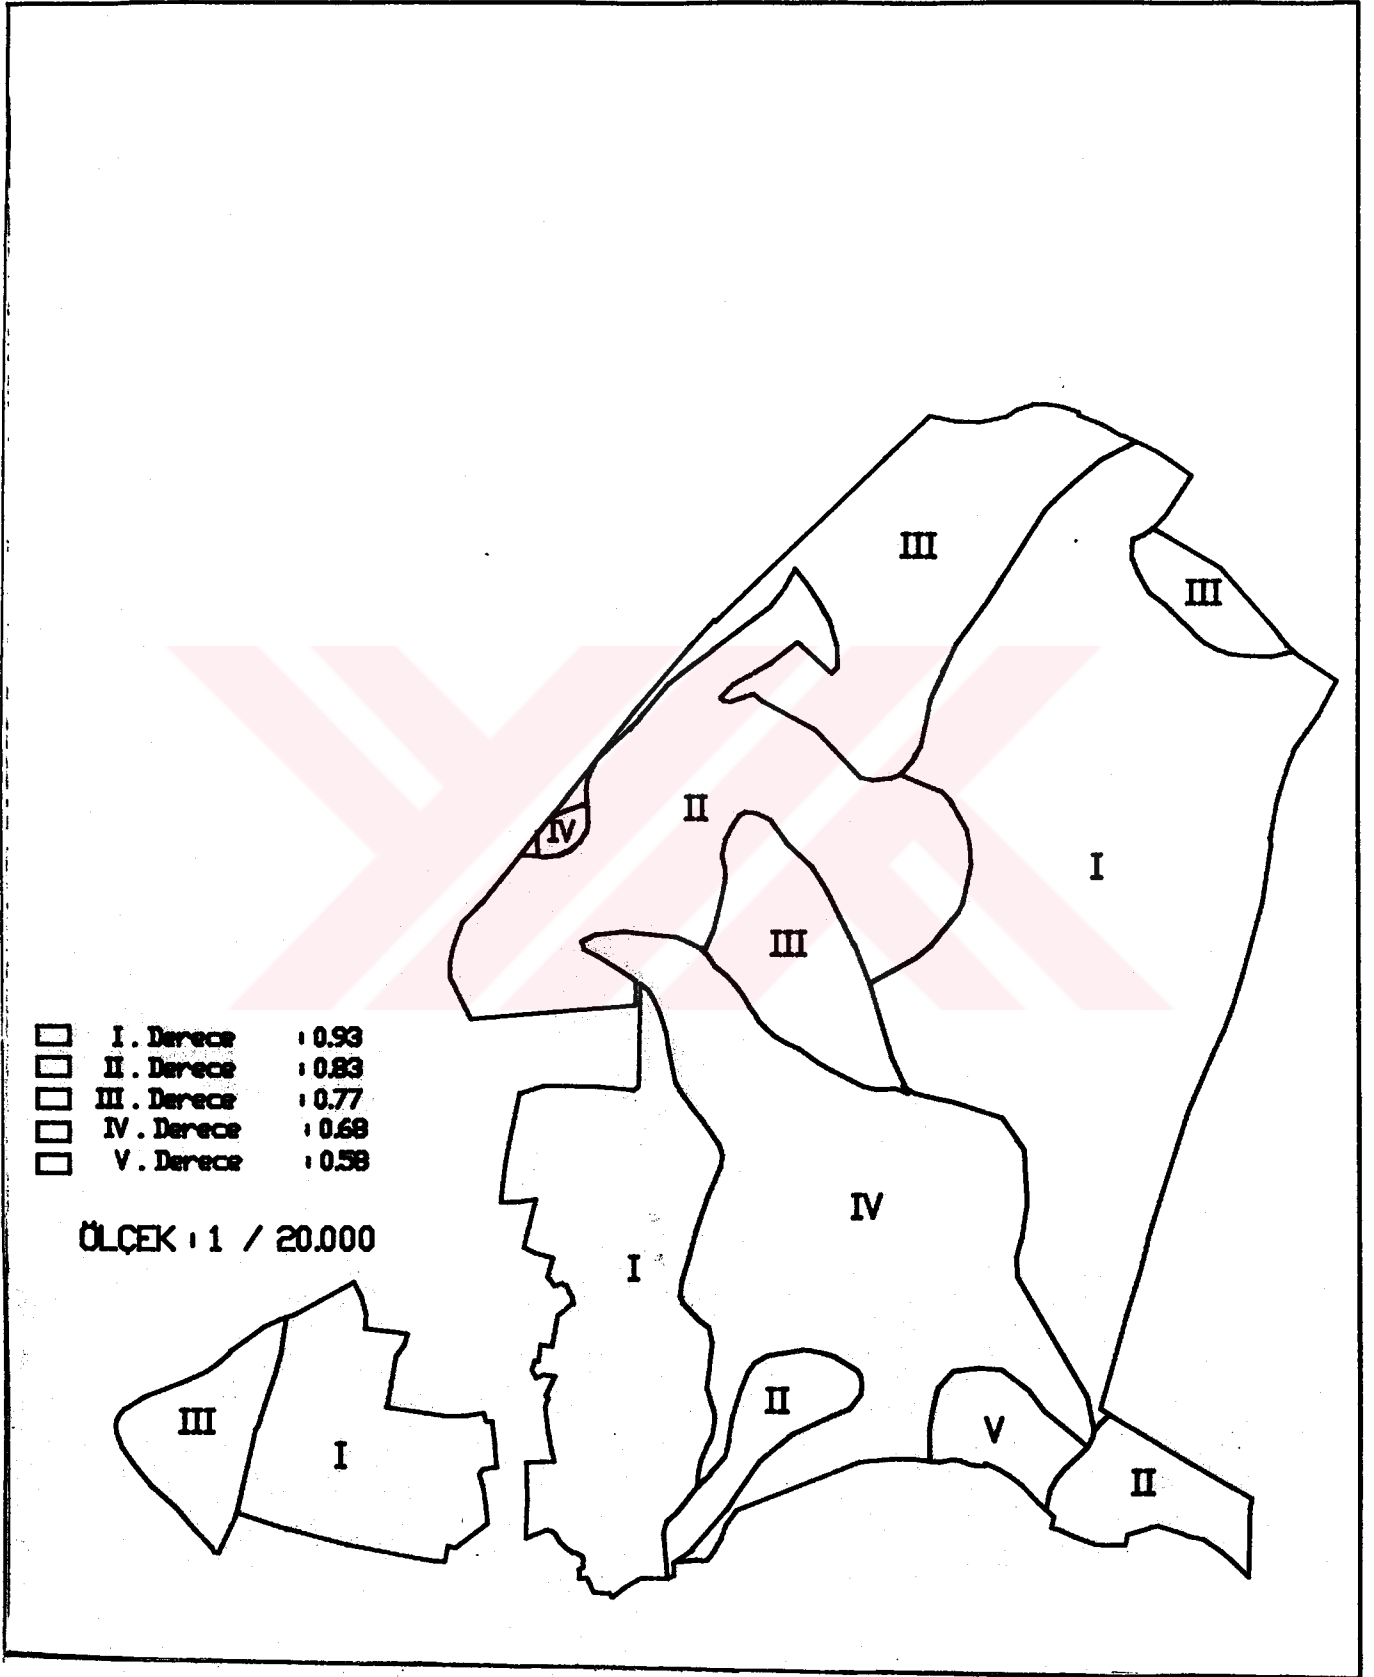 III
III
II
IV
I
III
I. Derece : 0.93
II. Derece : 0.83
III. Derece : 0.77
IV. Derece : 0.68
V. Derece : 0.58
IV
ÖLÇEK : 1 / 20.000
I
II
III
V
I
II